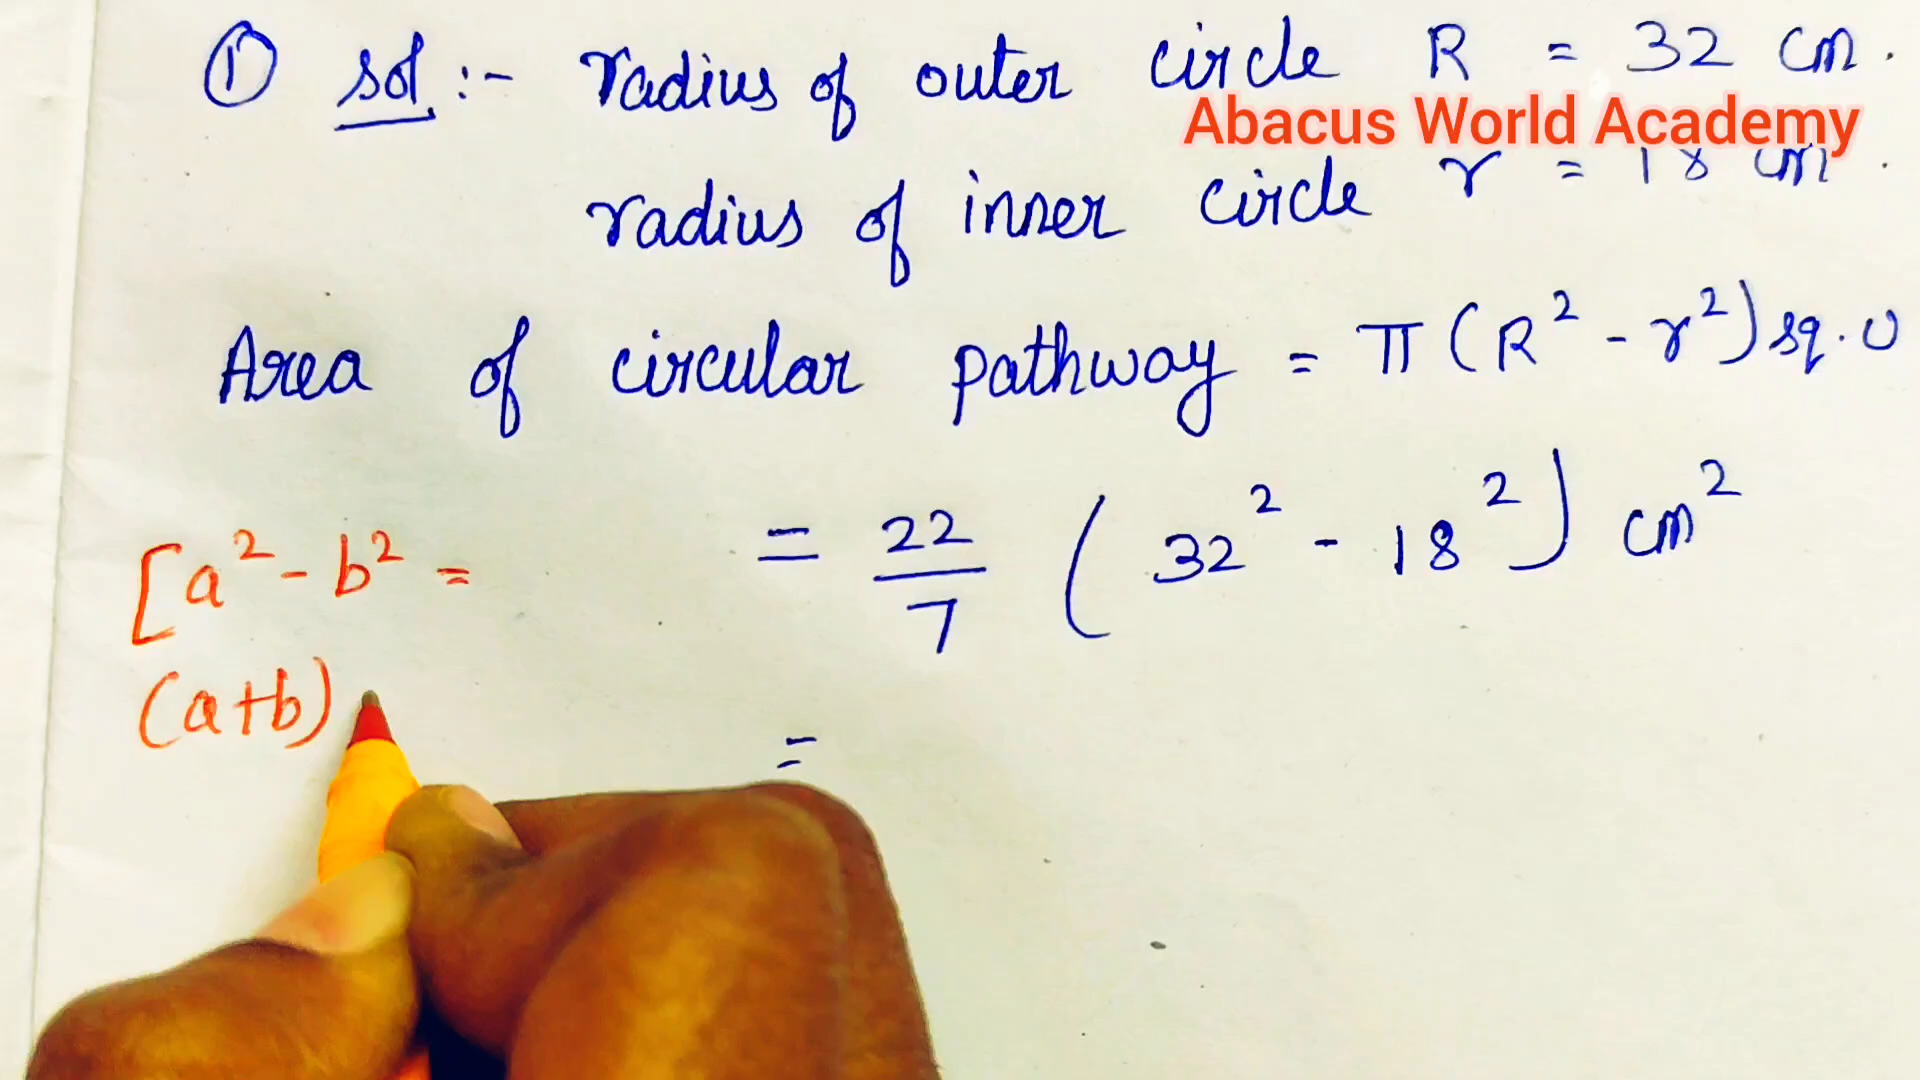 ① Sol :- radius of outer circle R = 32 cm.
Abacus World Academy
radius of inner circle r = 18 cm.
Area of circular pathway = π (R² - r²) sq. u
= 22/7 ( 32² - 18² ) cm²
[a² - b² =
(a+b)
=